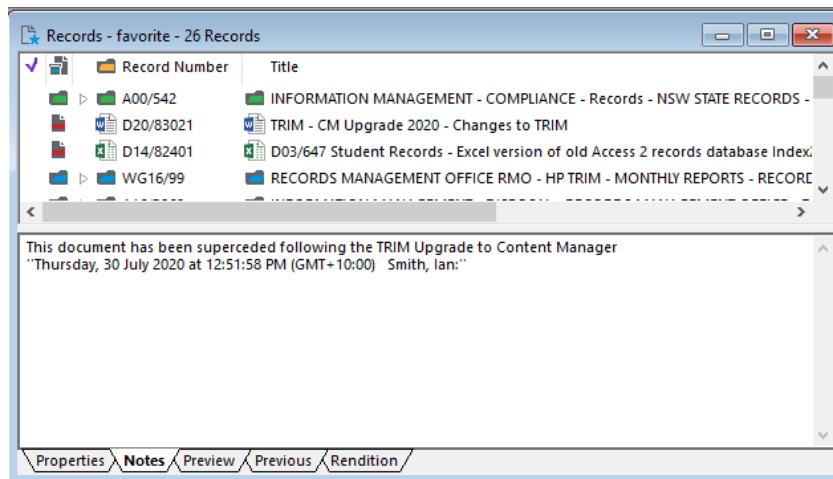 Records - favorite - 26 Records
Record Number Title
A00/542 INFORMATION MANAGEMENT - COMPLIANCE - Records - NSW STATE RECORDS -
D20/83021 TRIM - CM Upgrade 2020 - Changes to TRIM
D14/82401 D03/647 Student Records - Excel version of old Access 2 records database Index
WG16/99 RECORDS MANAGEMENT OFFICE RMO - HP TRIM - MONTHLY REPORTS - RECORD
This document has been superceded following the TRIM Upgrade to Content Manager
"Thursday, 30 July 2020 at 12:51:58 PM (GMT+10:00) Smith, Ian:"
Properties Notes Preview Previous Rendition